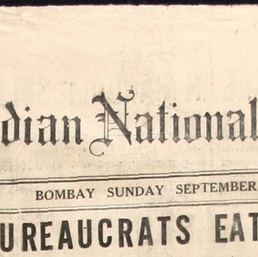 dian National
BOMBAY SUNDAY SEPTEMBER
UREAUCRATS EAT